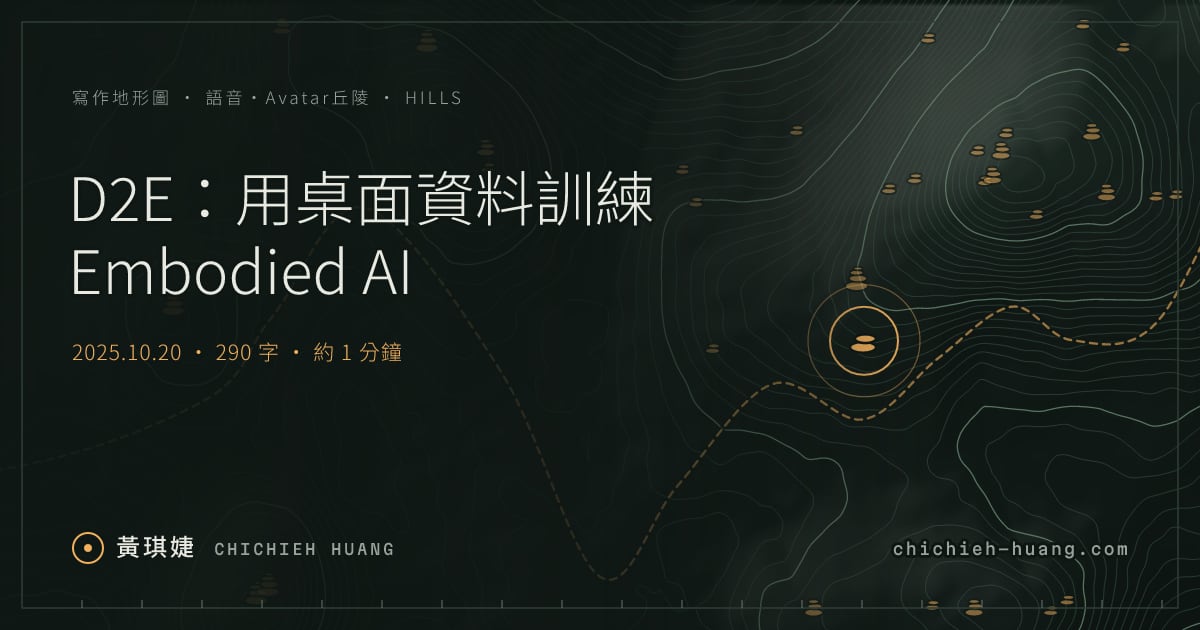 寫作地形圖 · 語音·Avatar丘陵 · HILLS
D2E：用桌面資料訓練
Embodied AI
2025.10.20 · 290 字 · 約 1 分鐘
黃琪婕 CHICHIEH HUANG
chichieh-huang.com